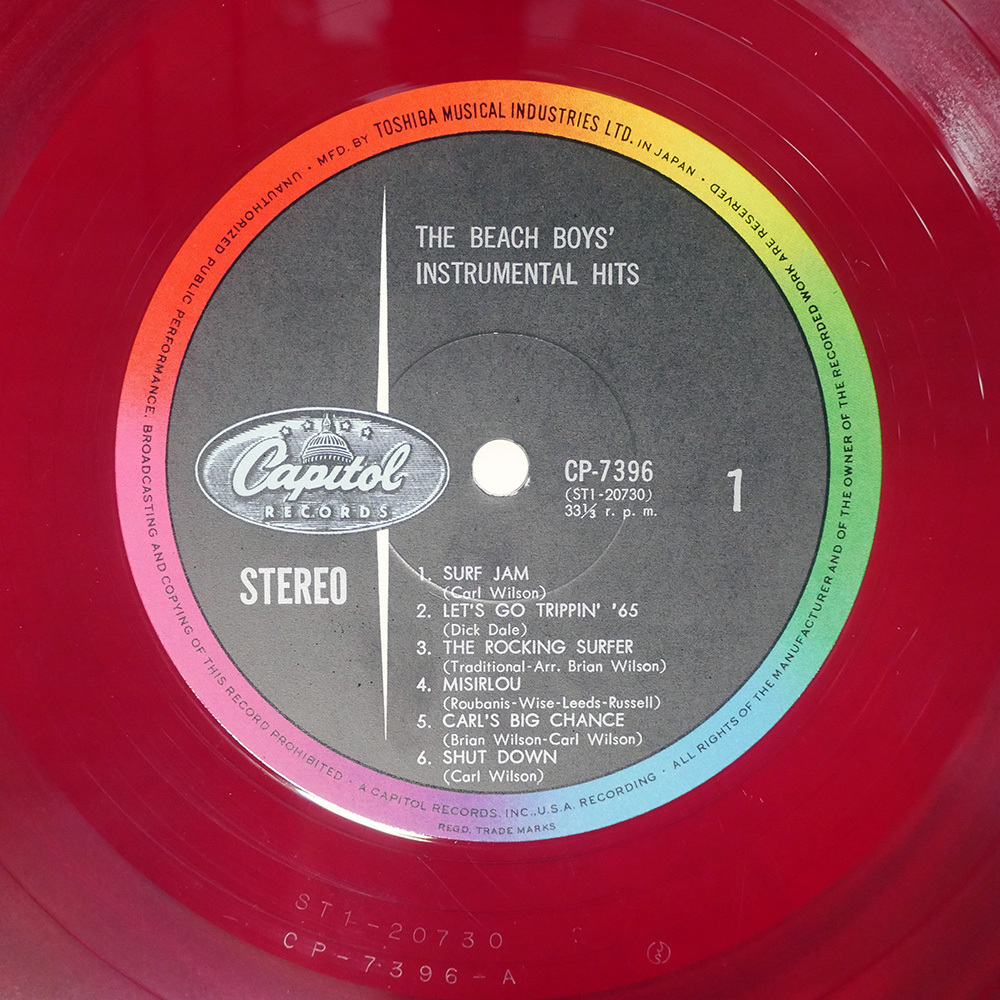 MFD. BY TOSHIBA MUSICAL INDUSTRIES LTD. IN JAPAN · ALL RIGHTS OF THE MANUFACTURER AND OF THE OWNER OF THE RECORDED WORK ARE RESERVED
UNAUTHORIZED PUBLIC PERFORMANCE, BROADCASTING AND COPYING OF THIS RECORD PROHIBITED ·
THE BEACH BOYS'
INSTRUMENTAL HITS
Capitol
RECORDS
CP-7396
(ST1-20730)
33⅓ r. p. m.
1
STEREO
1. SURF JAM
(Carl Wilson)
2. LET'S GO TRIPPIN' '65
(Dick Dale)
3. THE ROCKING SURFER
(Traditional-Arr. Brian Wilson)
4. MISIRLOU
(Roubanis-Wise-Leeds-Russell)
5. CARL'S BIG CHANCE
(Brian Wilson-Carl Wilson)
6. SHUT DOWN
(Carl Wilson)
A CAPITOL RECORDS, INC., U.S.A. RECORDING ·
REGD. TRADE MARKS
ST1-20730
CP-7396-A